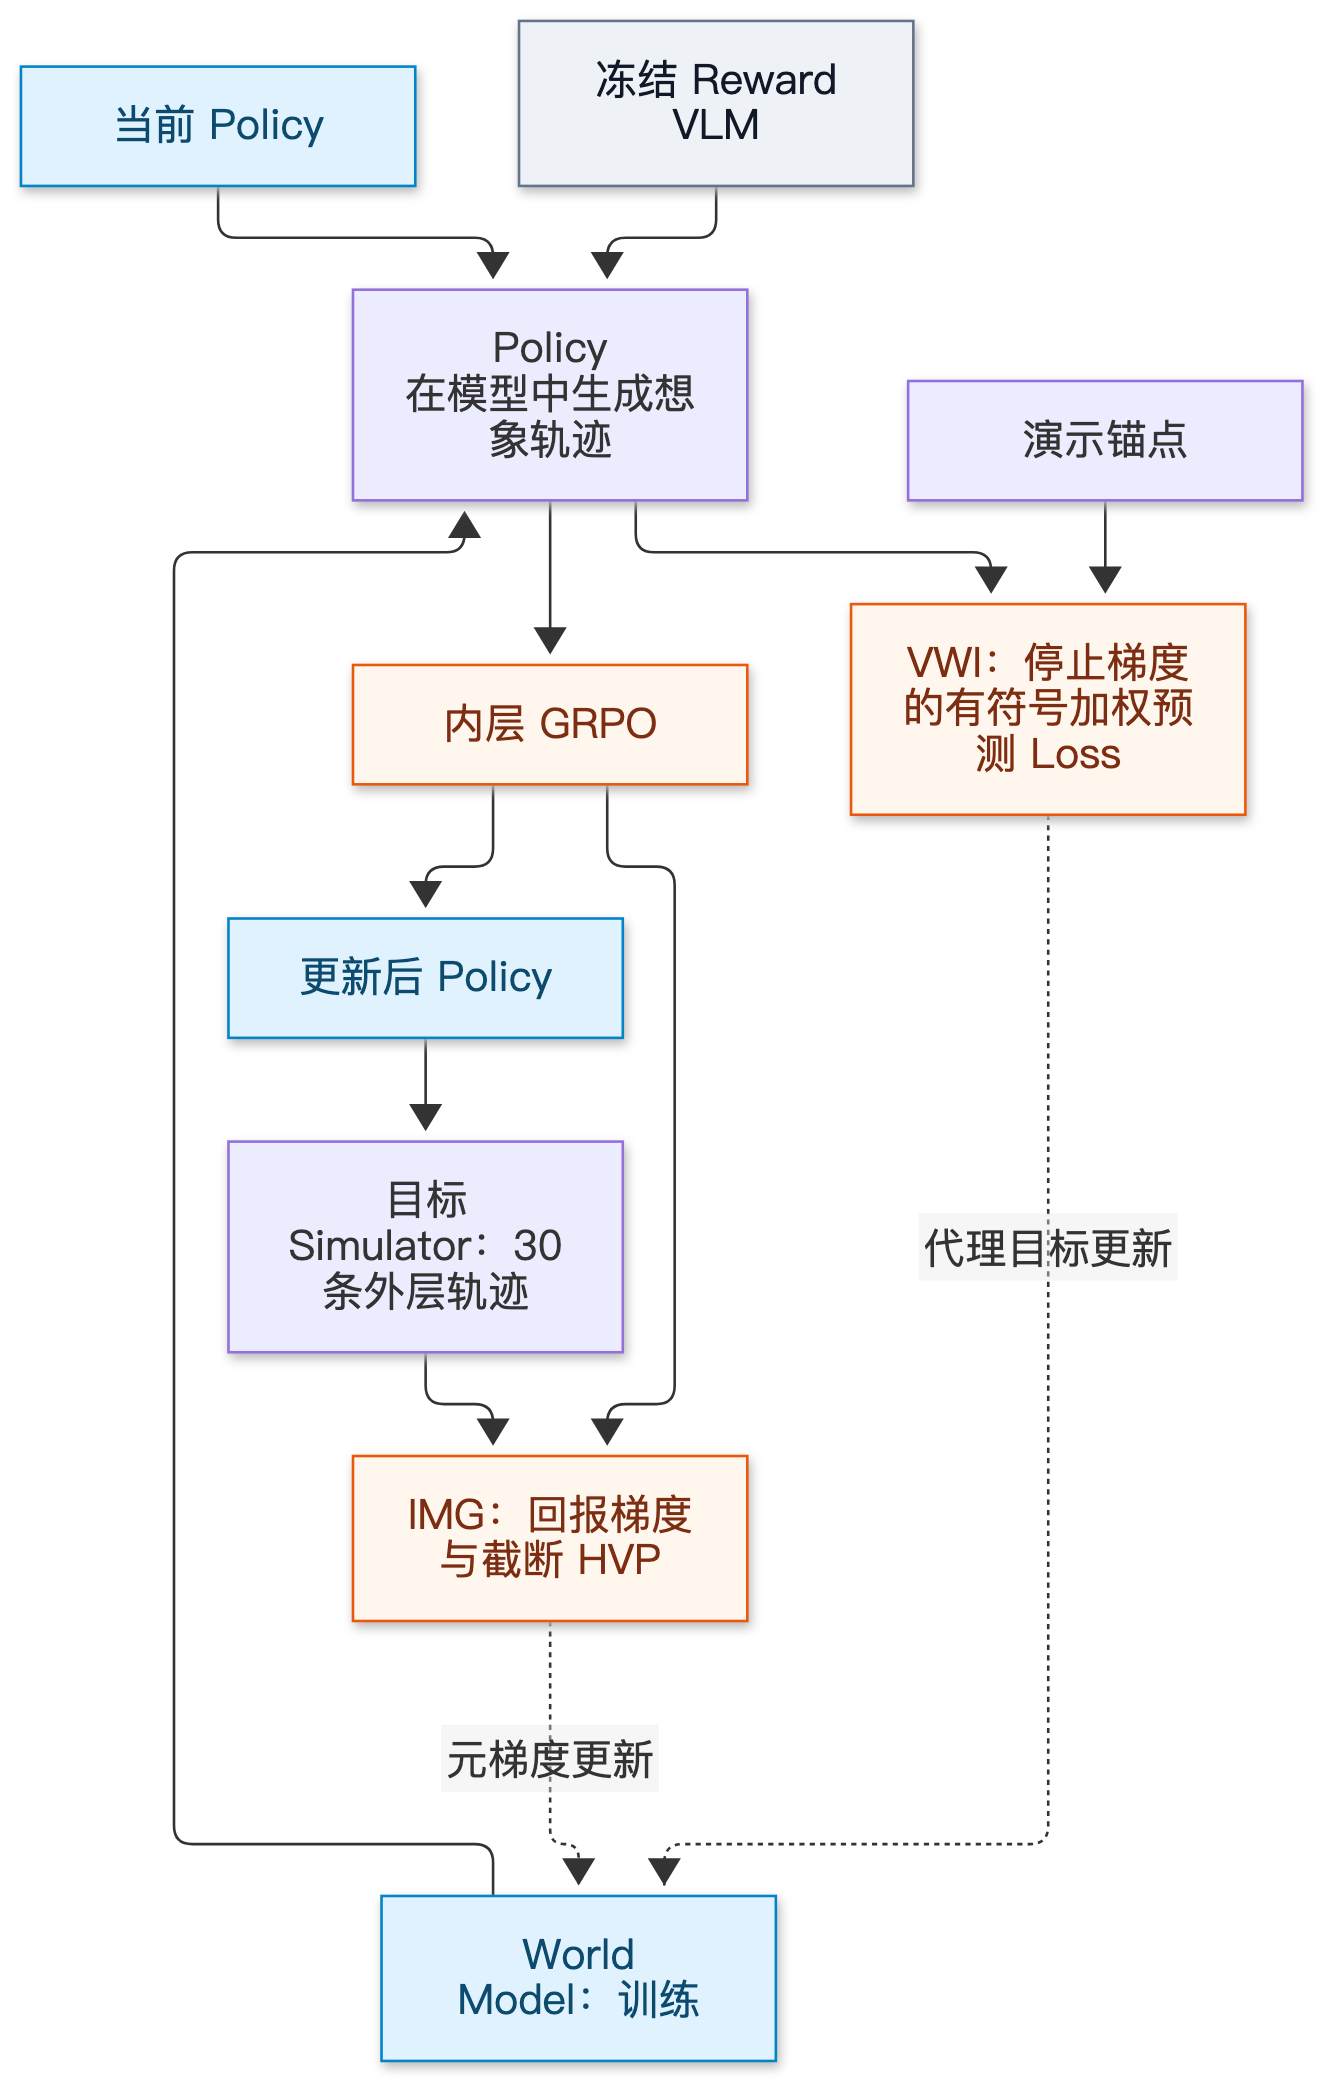 当前 Policy
冻结 Reward
VLM
Policy
在模型中生成想
象轨迹
演示锚点
VWI：停止梯度
的有符号加权预
测 Loss
内层 GRPO
更新后 Policy
目标
Simulator：30
条外层轨迹
代理目标更新
IMG：回报梯度
与截断 HVP
元梯度更新
World
Model：训练